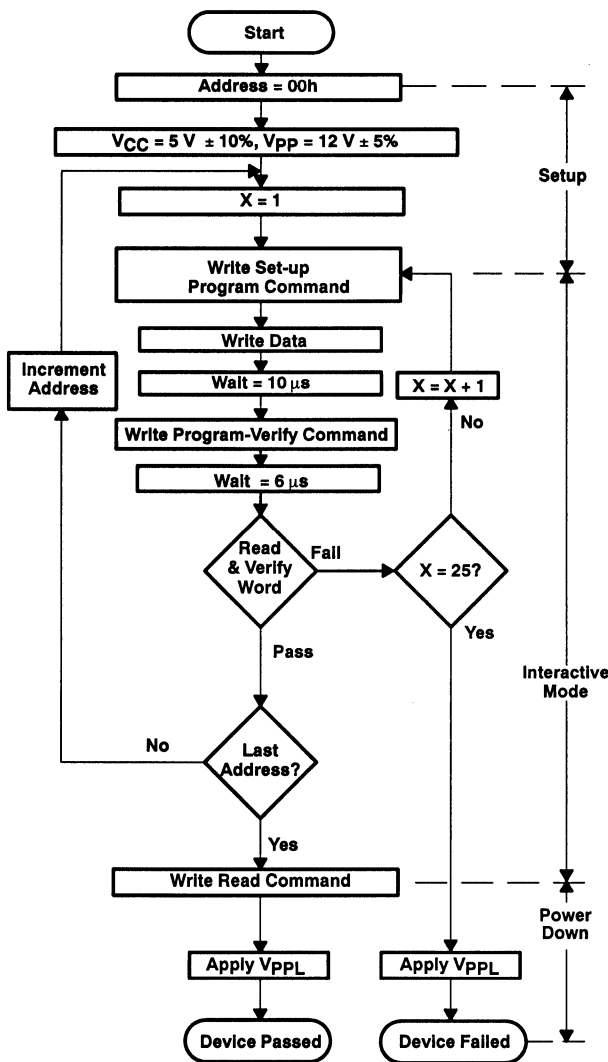 Start
Address = 00h
VCC = 5 V ± 10%, VPP = 12 V ± 5%
Setup
X = 1
Write Set-up
Program Command
Write Data
Increment
Address
Wait = 10 µs
X = X + 1
No
Write Program-Verify Command
Wait = 6 µs
Read
& Verify
Word
Fail
X = 25?
Yes
Pass
Interactive
Mode
No
Last
Address?
Yes
Write Read Command
Power
Down
Apply VPPL
Apply VPPL
Device Passed
Device Failed